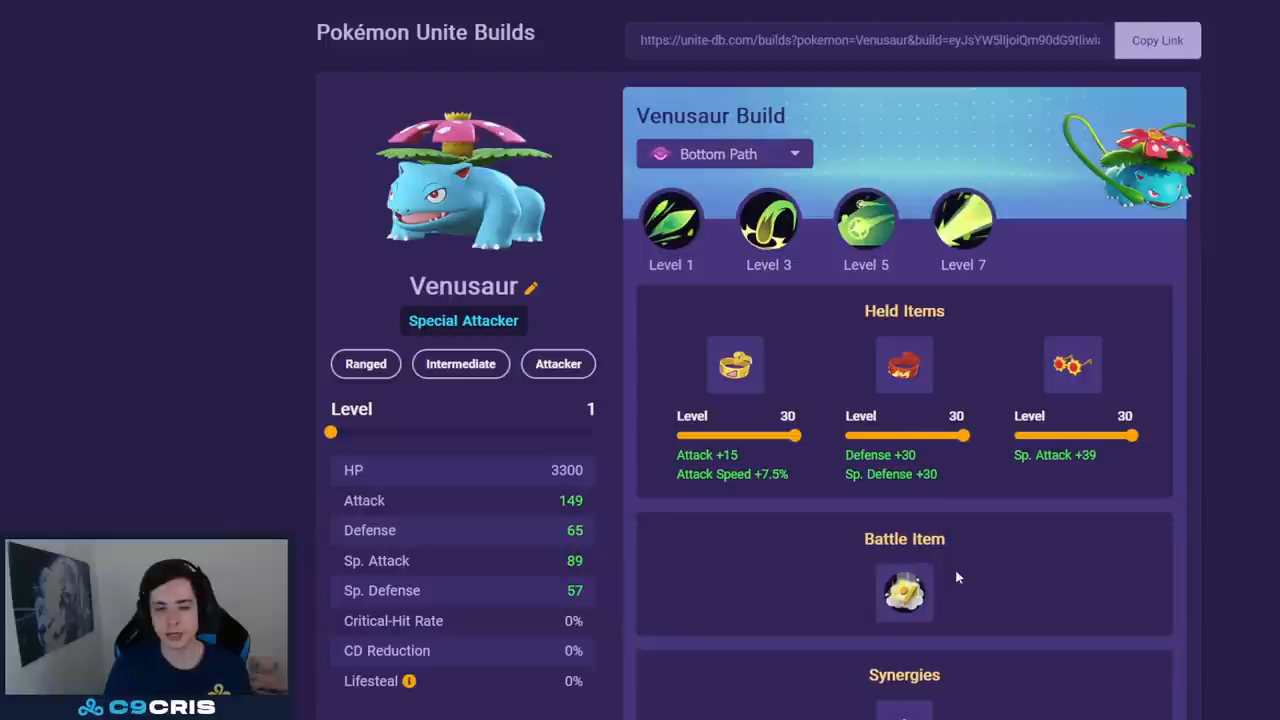 Pokémon Unite Builds
https://unite-db.com/builds?pokemon=Venusaur&build=eyJsYW5lIjoiQm90dG9tIiwia
Copy Link
Venusaur
Special Attacker
Ranged
Intermediate
Attacker
Level 1
HP 3300
Attack 149
Defense 65
Sp. Attack 89
Sp. Defense 57
Critical-Hit Rate 0%
CD Reduction 0%
Lifesteal 0%
Venusaur Build
Bottom Path
Level 1 Level 3 Level 5 Level 7
Held Items
Level 30 Level 30 Level 30
Attack +15 Defense +30 Sp. Attack +39
Attack Speed +7.5% Sp. Defense +30
Battle Item
Synergies
C9CRIS